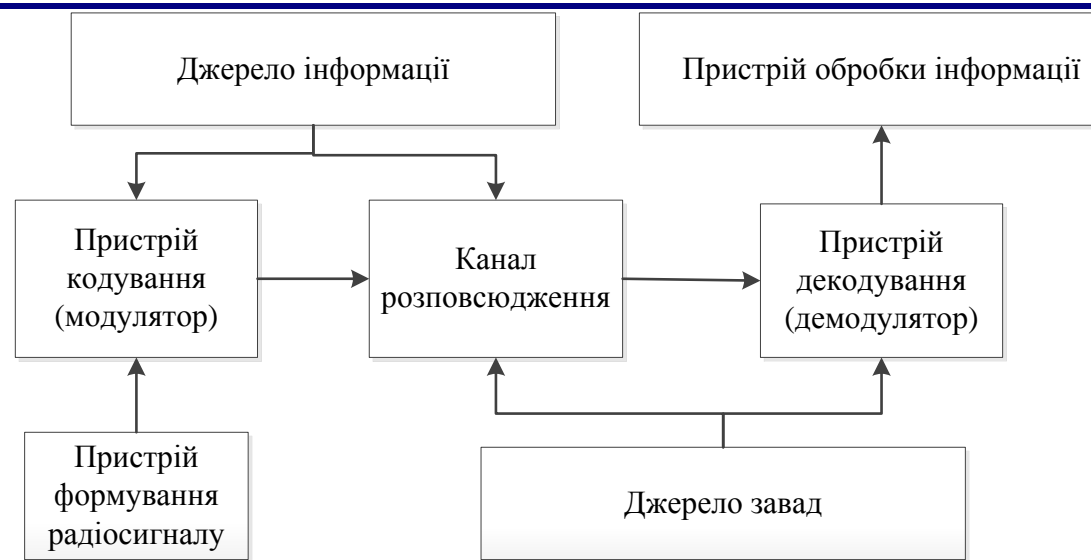 Джерело інформації
Пристрій обробки інформації
Пристрій
кодування
(модулятор)
Канал
розповсюдження
Пристрій
декодування
(демодулятор)
Пристрій
формування
радіосигналу
Джерело завад